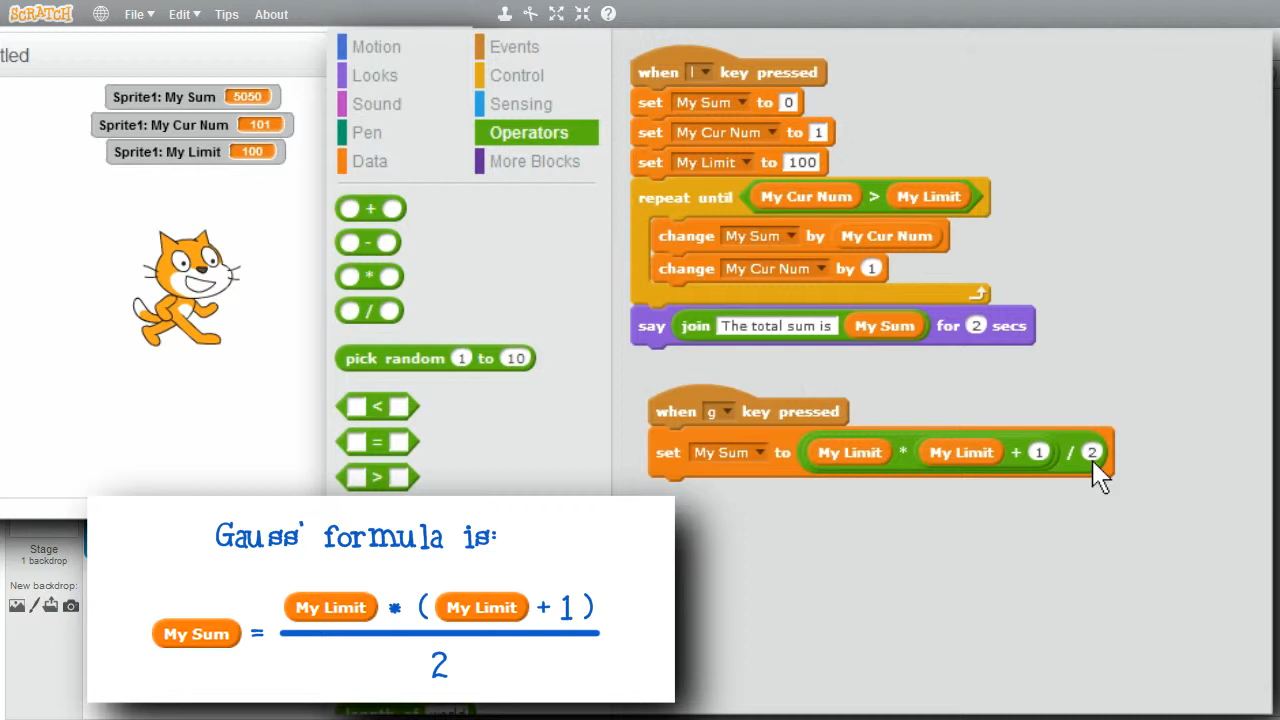 SCRATCH File Edit Tips About
tled
Sprite1: My Sum 5050
Sprite1: My Cur Num 101
Sprite1: My Limit 100
Motion Events
Looks Control
Sound Sensing
Pen Operators
Data More Blocks
+
-
*
/
pick random 1 to 10
<
=
>
when l key pressed
set My Sum to 0
set My Cur Num to 1
set My Limit to 100
repeat until My Cur Num > My Limit
change My Sum by My Cur Num
change My Cur Num by 1
say join The total sum is My Sum for 2 secs
when g key pressed
set My Sum to My Limit * My Limit + 1 / 2
Stage
1 backdrop
New backdrop:
Gauss' formula is:
My Sum = My Limit * ( My Limit + 1 )
2